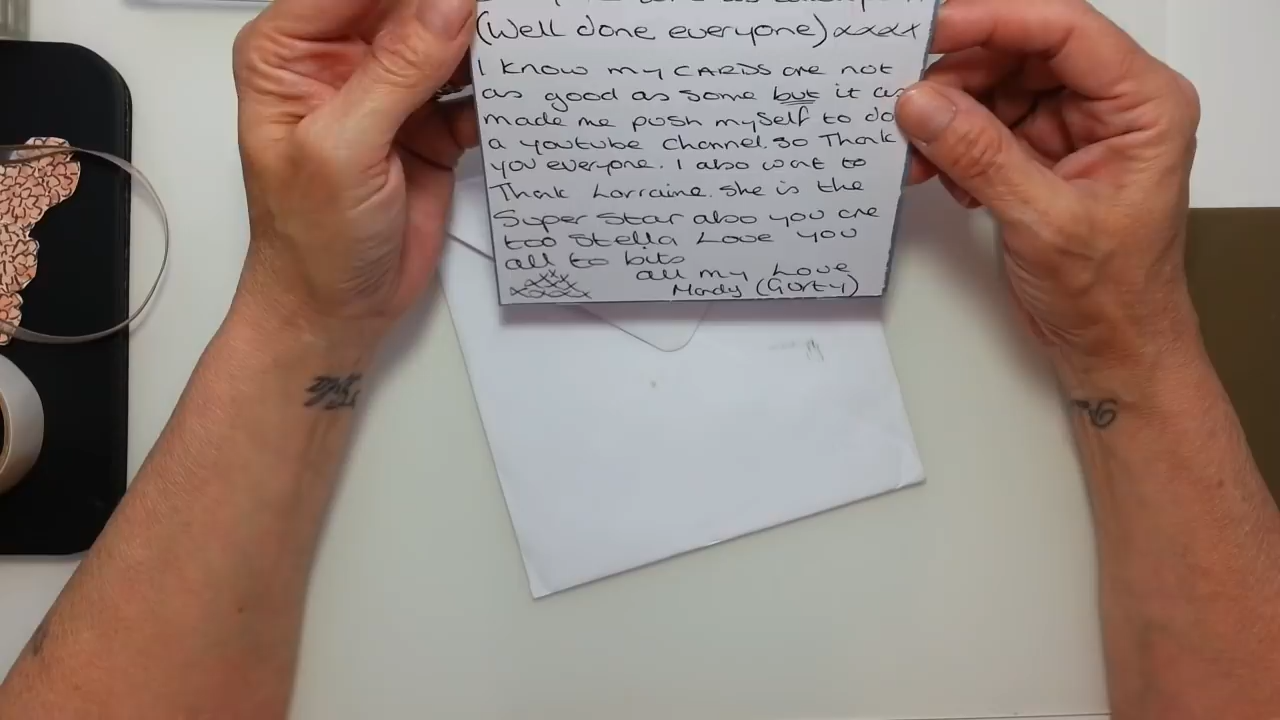 (Well done everyone) xxxx
I KNOW my CARDS are not
as good as some but it as
made me push myself to do
a youtube channel. so Thank
you everyone. I also want to
Thank Lorraine. she is the
Super Star also you are
too Stella Love you
all to bits
all my Love
Mandy (Gorty)